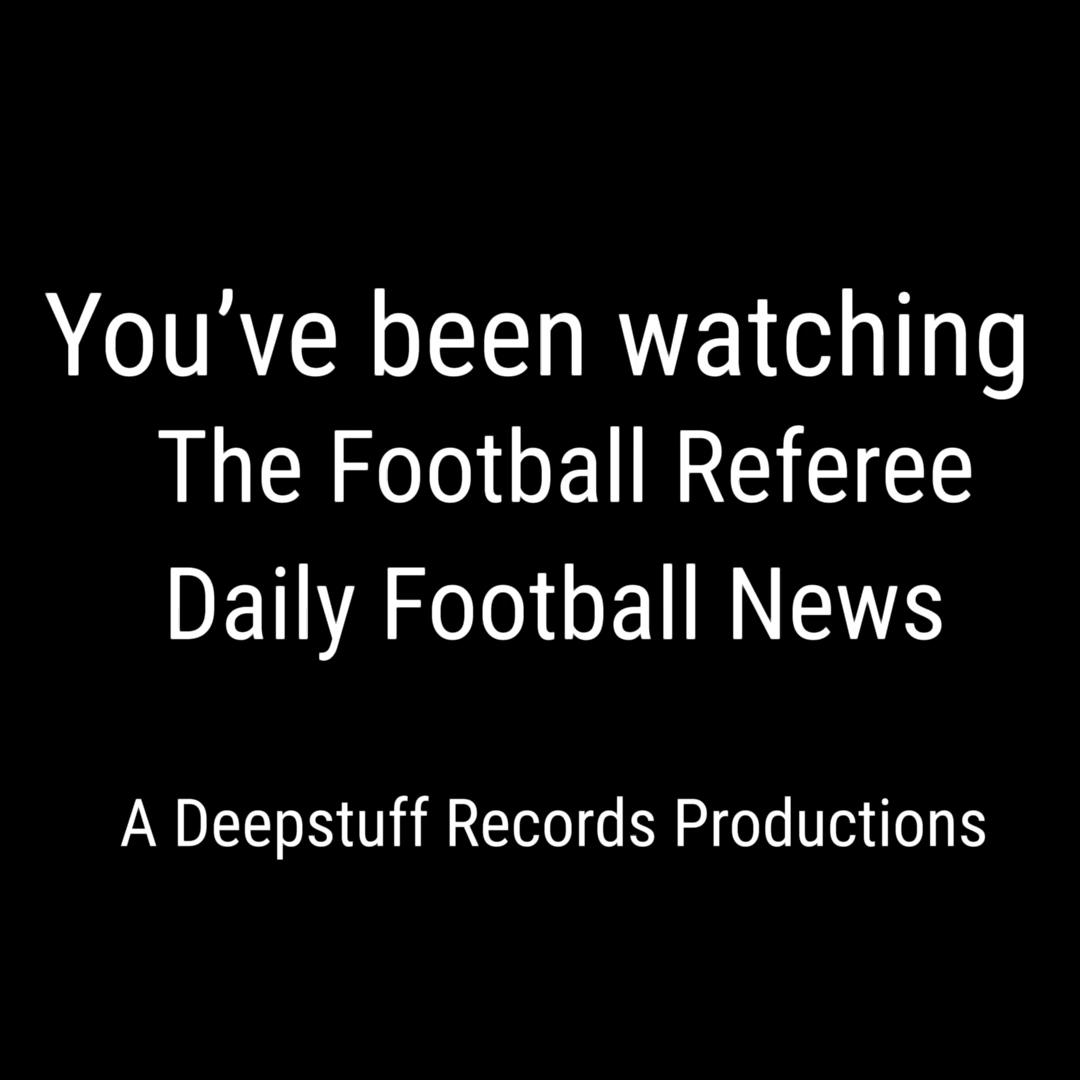 You’ve been watching
The Football Referee
Daily Football News
A Deepstuff Records Productions